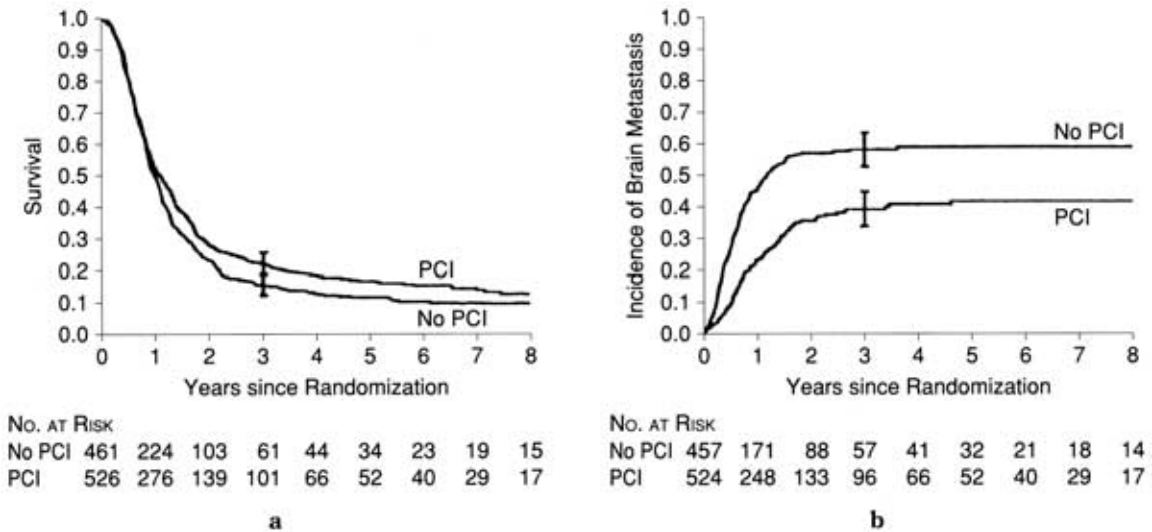 Survival
1.0
0.9
0.8
0.7
0.6
0.5
0.4
0.3
0.2
0.1
0.0
PCI
No PCI
0 1 2 3 4 5 6 7 8
Years since Randomization
No. at Risk
No PCI 461 224 103 61 44 34 23 19 15
PCI 526 276 139 101 66 52 40 29 17
a
Incidence of Brain Metastasis
1.0
0.9
0.8
0.7
0.6
0.5
0.4
0.3
0.2
0.1
0.0
No PCI
PCI
0 1 2 3 4 5 6 7 8
Years since Randomization
No. at Risk
No PCI 457 171 88 57 41 32 21 18 14
PCI 524 248 133 96 66 52 40 29 17
b